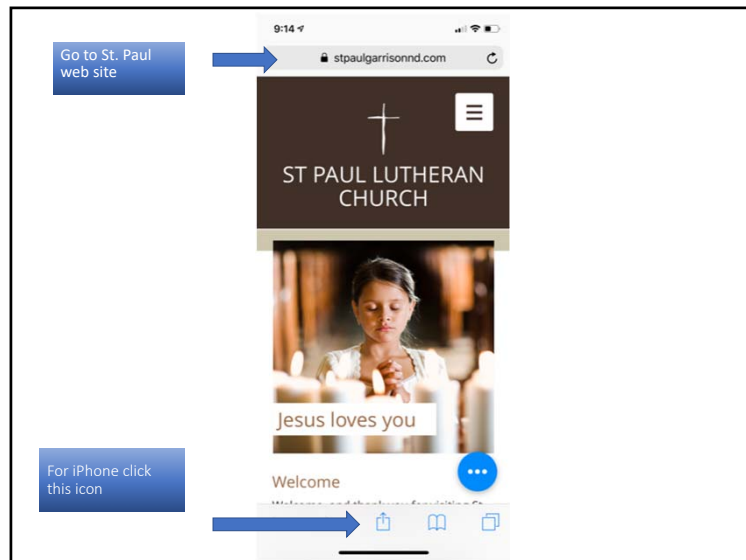 Go to St. Paul
web site
9:14
stpaulgarrisonnd.com
ST PAUL LUTHERAN
CHURCH
Jesus loves you
Welcome
For iPhone click
this icon